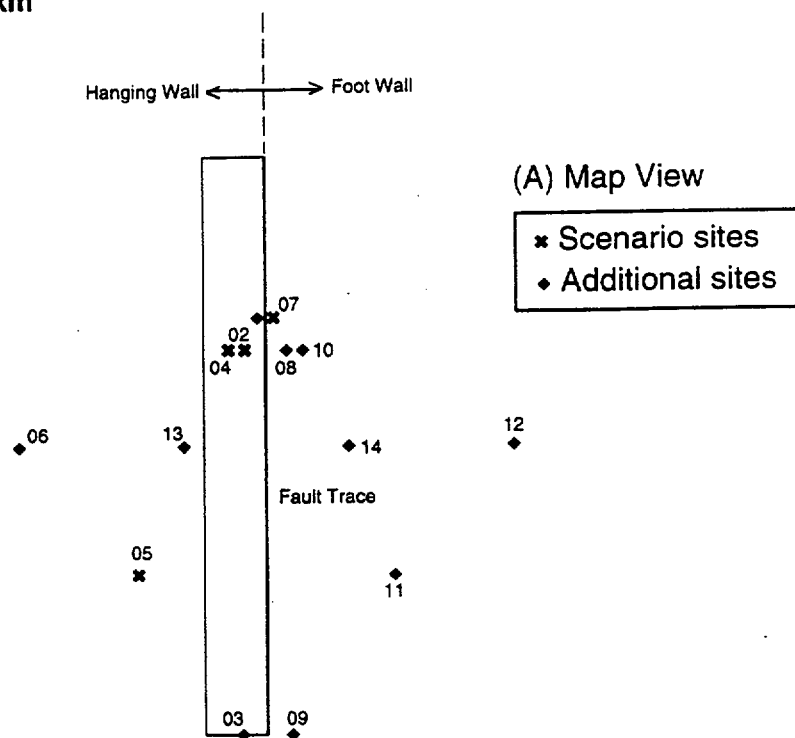 km
Hanging Wall
Foot Wall
(A) Map View
Scenario sites
Additional sites
07
02
04
08
10
06
13
14
12
Fault Trace
05
11
03
09